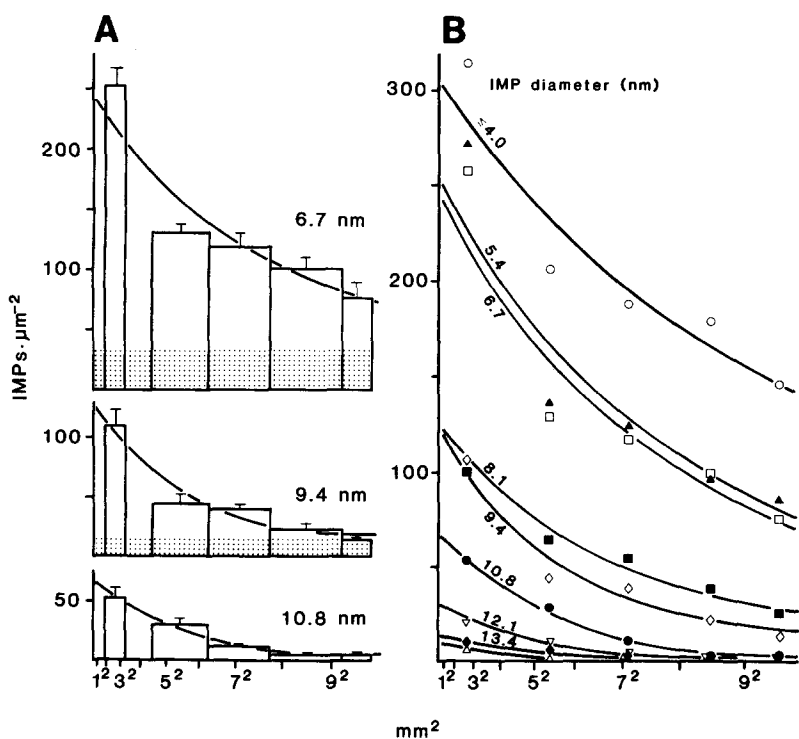 A
B
IMPs·μm⁻²
200
100
6.7 nm
100
9.4 nm
50
10.8 nm
1² 3² 5² 7² 9²
300
200
100
IMP diameter (nm)
≤4.0
5.4
6.7
8.1
9.4
10.8
12.1
13.4
1² 3² 5² 7² 9²
mm²